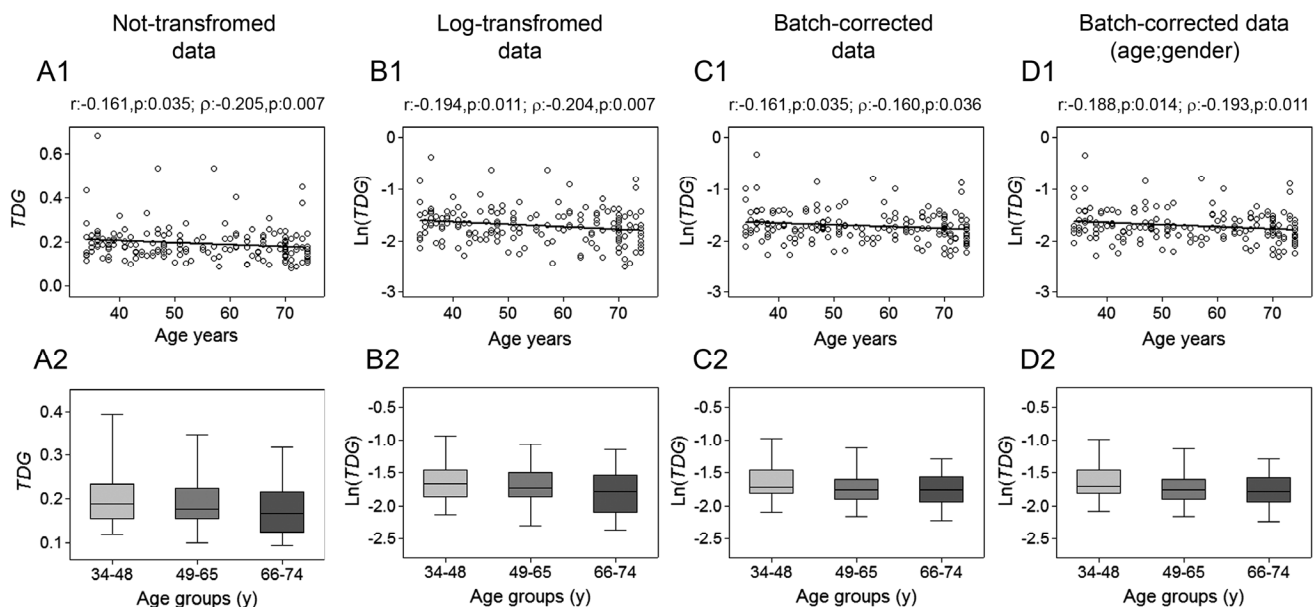 Not-transfromed
data
Log-transfromed
data
Batch-corrected
data
Batch-corrected data
(age;gender)
A1
B1
C1
D1
r:-0.161,p:0.035; ρ:-0.205,p:0.007
r:-0.194,p:0.011; ρ:-0.204,p:0.007
r:-0.161,p:0.035; ρ:-0.160,p:0.036
r:-0.188,p:0.014; ρ:-0.193,p:0.011
TDG
0.6
0.4
0.2
0.0
40 50 60 70
Age years
Ln(TDG)
0
-1
-2
-3
40 50 60 70
Age years
Ln(TDG)
0
-1
-2
-3
40 50 60 70
Age years
Ln(TDG)
0
-1
-2
-3
40 50 60 70
Age years
A2
B2
C2
D2
TDG
0.4
0.3
0.2
0.1
34-48 49-65 66-74
Age groups (y)
Ln(TDG)
-0.5
-1.0
-1.5
-2.0
-2.5
34-48 49-65 66-74
Age groups (y)
Ln(TDG)
-0.5
-1.0
-1.5
-2.0
-2.5
34-48 49-65 66-74
Age groups (y)
Ln(TDG)
-0.5
-1.0
-1.5
-2.0
-2.5
34-48 49-65 66-74
Age groups (y)